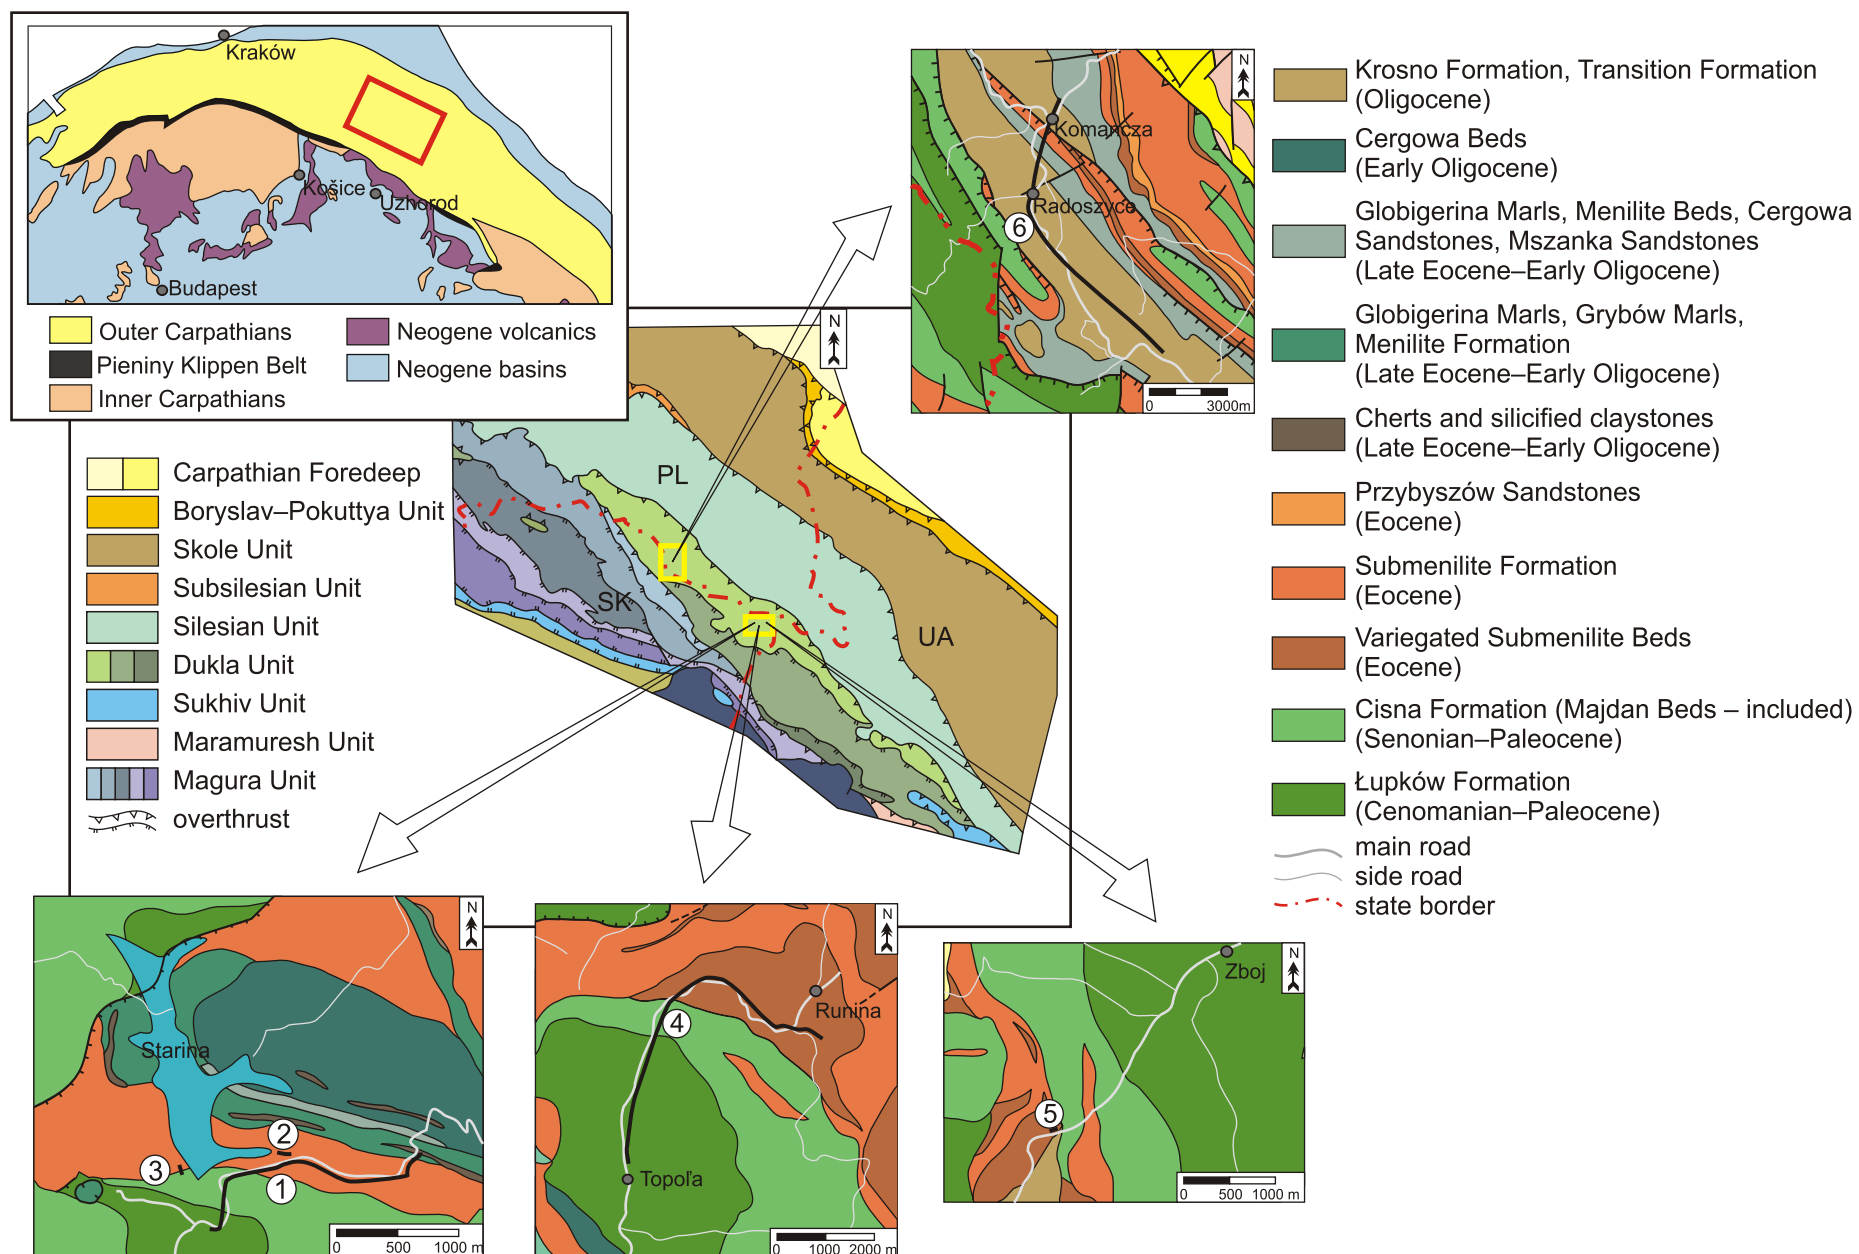 Kraków
Košice
Uzhorod
Budapest
Outer Carpathians
Pieniny Klippen Belt
Inner Carpathians
Neogene volcanics
Neogene basins
N
PL
SK
UA
Carpathian Foredeep
Boryslav–Pokuttya Unit
Skole Unit
Subsilesian Unit
Silesian Unit
Dukla Unit
Sukhiv Unit
Maramuresh Unit
Magura Unit
overthrust
N
Komańcza
Radoszyce
6
0 3000m
Krosno Formation, Transition Formation
(Oligocene)
Cergowa Beds
(Early Oligocene)
Globigerina Marls, Menilite Beds, Cergowa
Sandstones, Mszanka Sandstones
(Late Eocene–Early Oligocene)
Globigerina Marls, Grybów Marls,
Menilite Formation
(Late Eocene–Early Oligocene)
Cherts and silicified claystones
(Late Eocene–Early Oligocene)
Przybyszów Sandstones
(Eocene)
Submenilite Formation
(Eocene)
Variegated Submenilite Beds
(Eocene)
Cisna Formation (Majdan Beds – included)
(Senonian–Paleocene)
Łupków Formation
(Cenomanian–Paleocene)
main road
side road
state border
N
Starina
2
3
1
0 500 1000 m
N
Runina
4
Topoľa
0 1000 2000 m
N
Zboj
5
0 500 1000 m